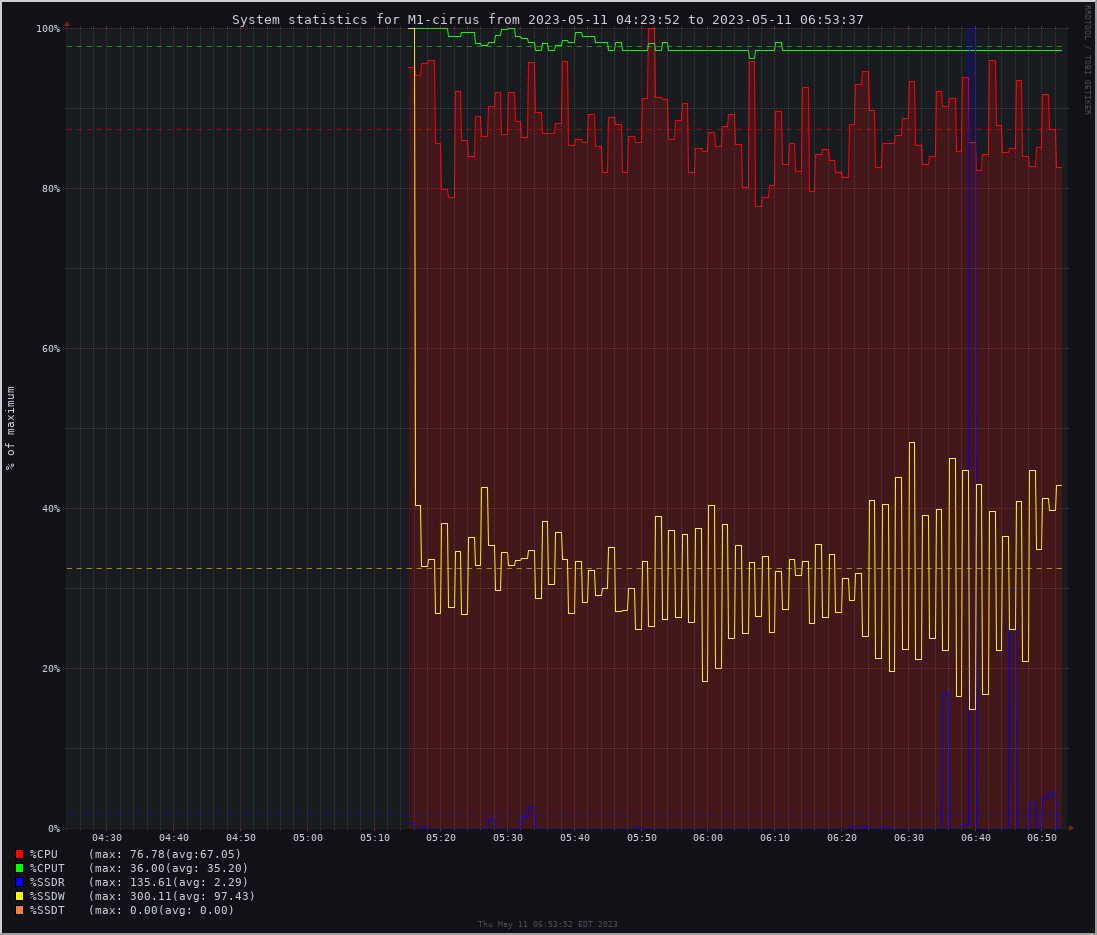 System statistics for M1-cirrus from 2023-05-11 04:23:52 to 2023-05-11 06:53:37
RRDTOOL / TOBI OETIKER
% of maximum
100%
80%
60%
40%
20%
0%
04:30 04:40 04:50 05:00 05:10 05:20 05:30 05:40 05:50 06:00 06:10 06:20 06:30 06:40 06:50
%CPU (max: 76.78(avg:67.05)
%CPUT (max: 36.00(avg: 35.20)
%SSDR (max: 135.61(avg: 2.29)
%SSDW (max: 300.11(avg: 97.43)
%SSDT (max: 0.00(avg: 0.00)
Thu May 11 06:53:52 EDT 2023